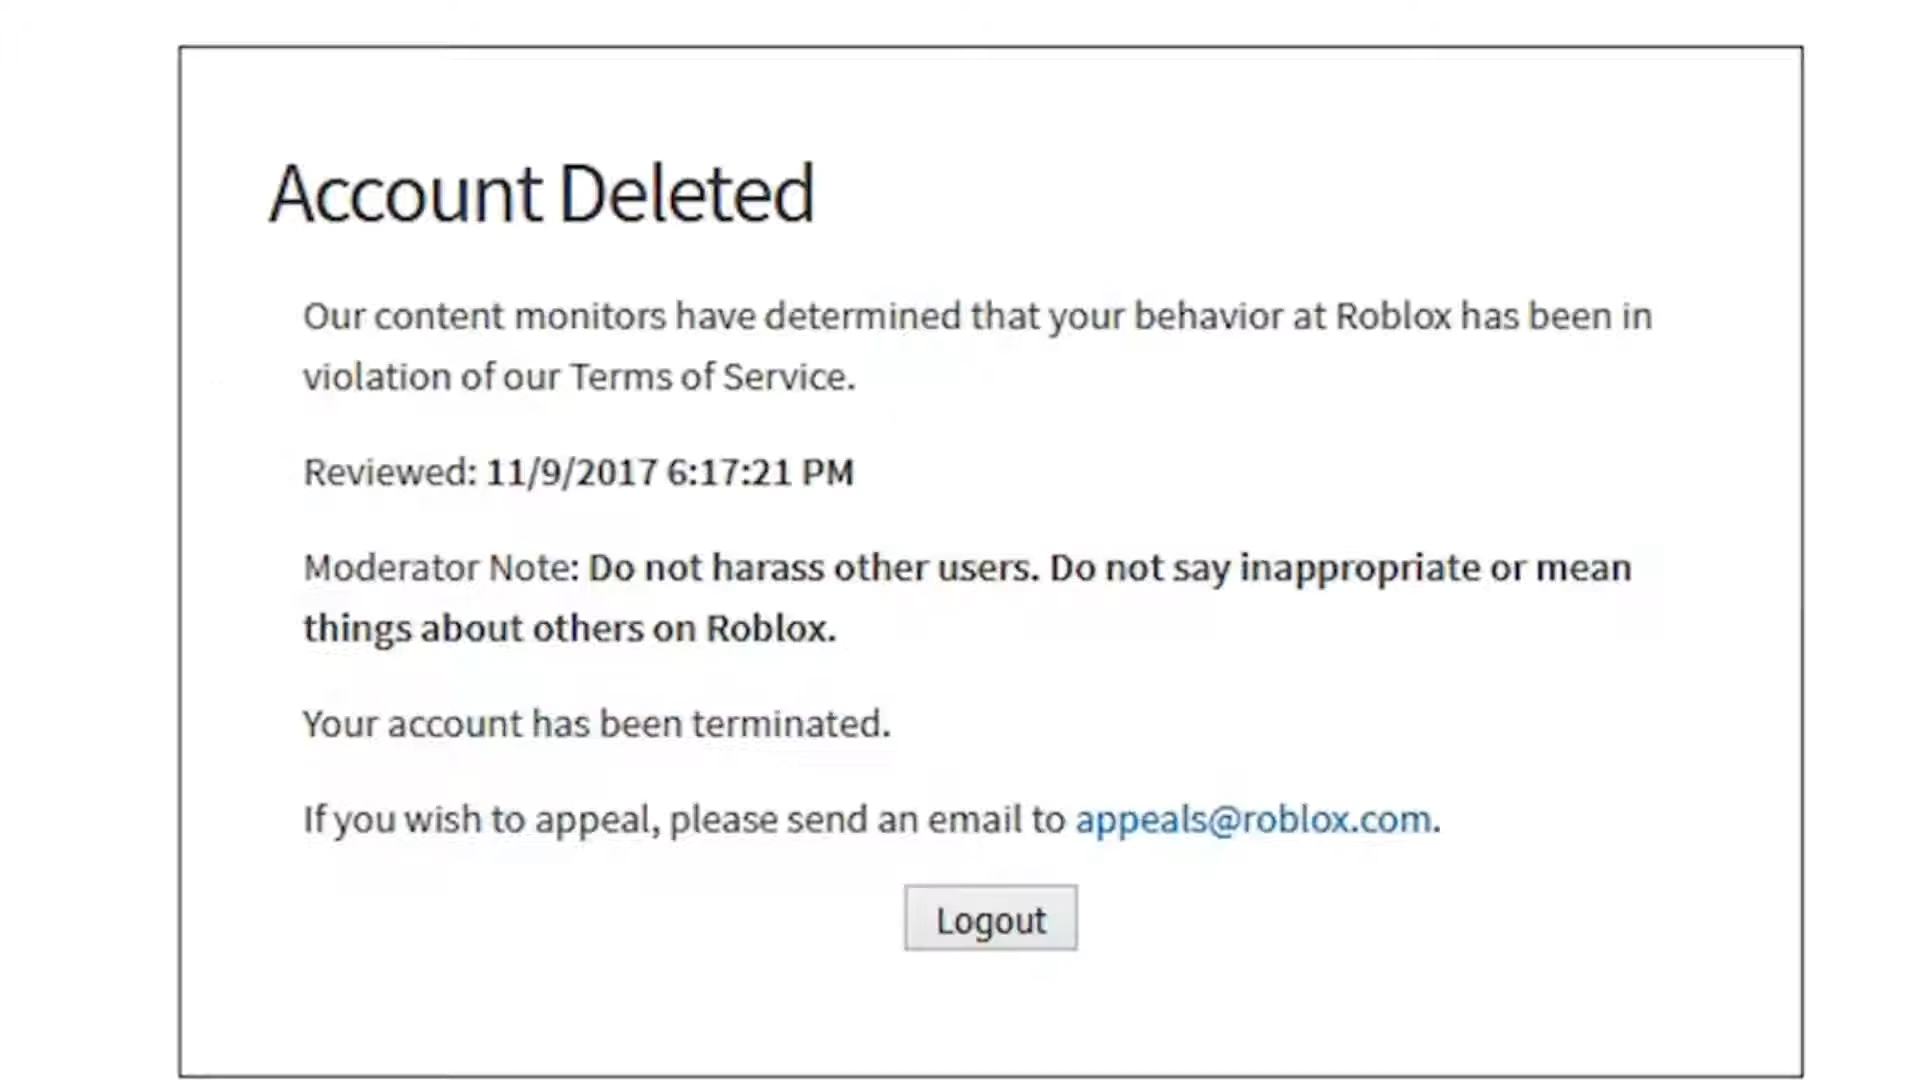 Account Deleted
Our content monitors have determined that your behavior at Roblox has been in
violation of our Terms of Service.
Reviewed: 11/9/2017 6:17:21 PM
Moderator Note: Do not harass other users. Do not say inappropriate or mean
things about others on Roblox.
Your account has been terminated.
If you wish to appeal, please send an email to appeals@roblox.com.
Logout